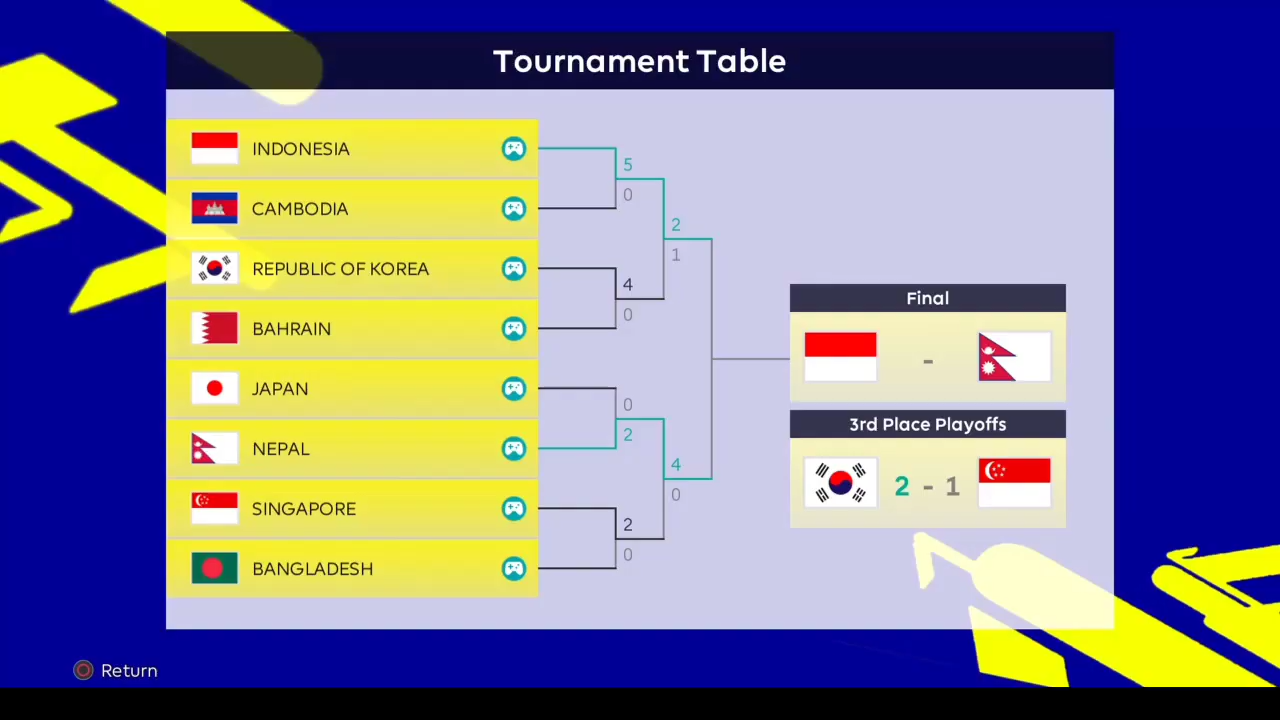 Tournament Table
INDONESIA
5
CAMBODIA
0
2
REPUBLIC OF KOREA
4
1
BAHRAIN
0
JAPAN
0
NEPAL
2
4
SINGAPORE
2
0
BANGLADESH
0
Final
-
3rd Place Playoffs
2 - 1
Return